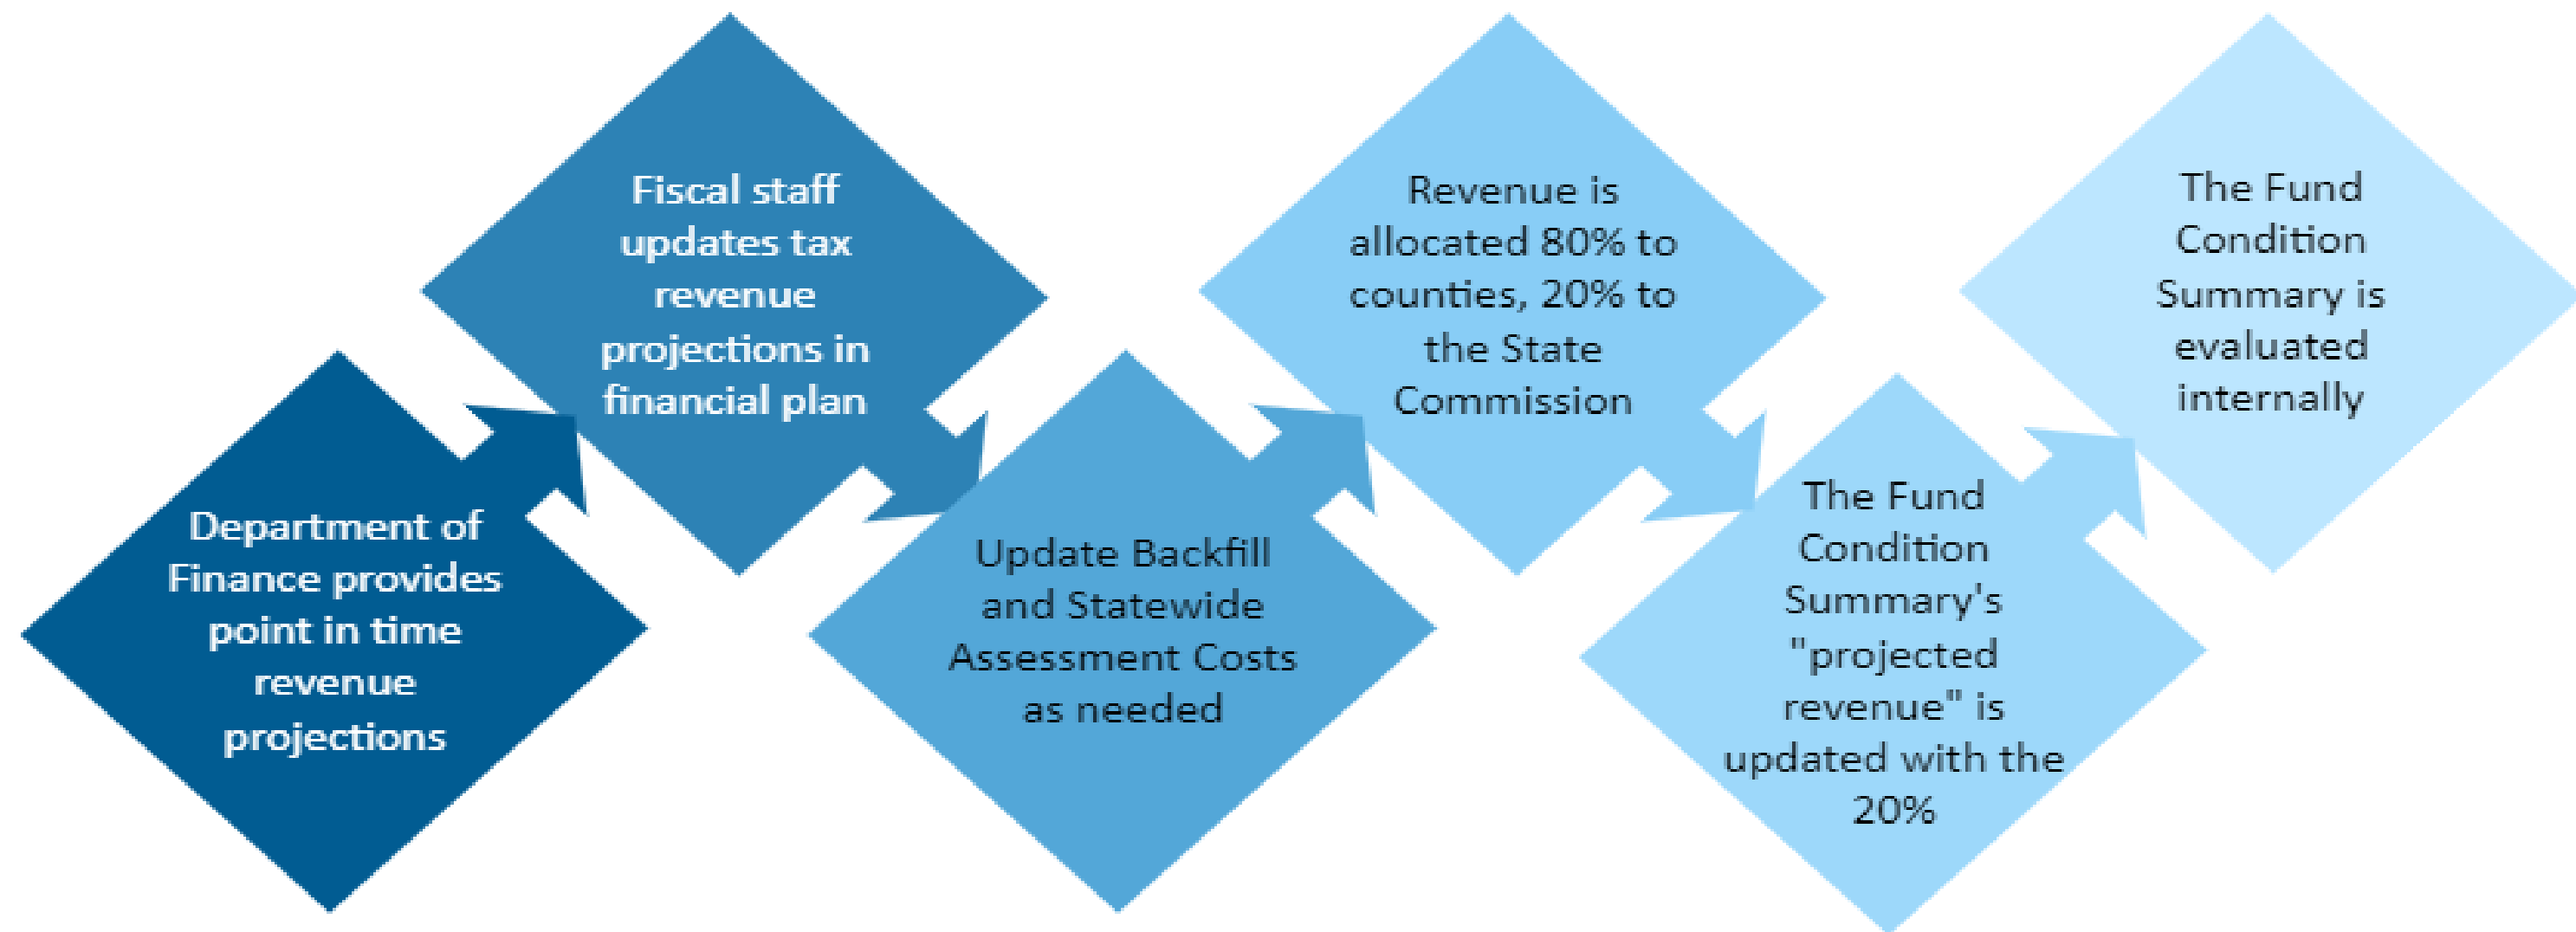 Department of
Finance provides
point in time
revenue
projections
Fiscal staff
updates tax
revenue
projections in
financial plan
Update Backfill
and Statewide
Assessment Costs
as needed
Revenue is
allocated 80% to
counties, 20% to
the State
Commission
The Fund
Condition
Summary's
"projected
revenue" is
updated with the
20%
The Fund
Condition
Summary is
evaluated
internally